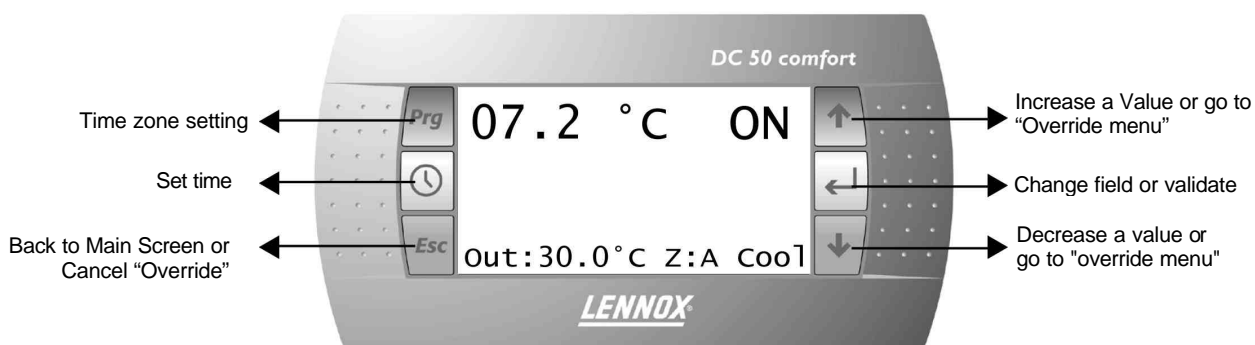 DC 50 comfort
Time zone setting
Prg
07.2 °C ON
Increase a Value or go to
“Override menu”
Set time
Change field or validate
Back to Main Screen or
Cancel “Override”
Esc
Out:30.0°C Z:A Cool
Decrease a value or
go to "override menu"
LENNOX